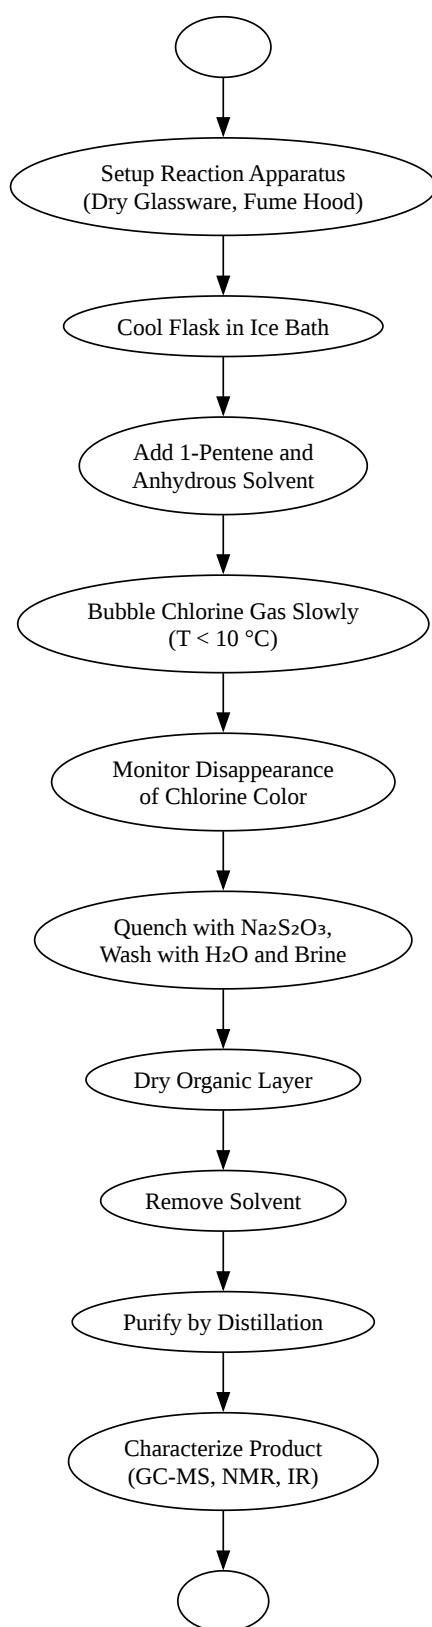 Setup Reaction Apparatus
(Dry Glassware, Fume Hood)
Cool Flask in Ice Bath
Add 1-Pentene and
Anhydrous Solvent
Bubble Chlorine Gas Slowly
(T < 10 °C)
Monitor Disappearance
of Chlorine Color
Quench with Na₂S₂O₃,
Wash with H₂O and Brine
Dry Organic Layer
Remove Solvent
Purify by Distillation
Characterize Product
(GC-MS, NMR, IR)